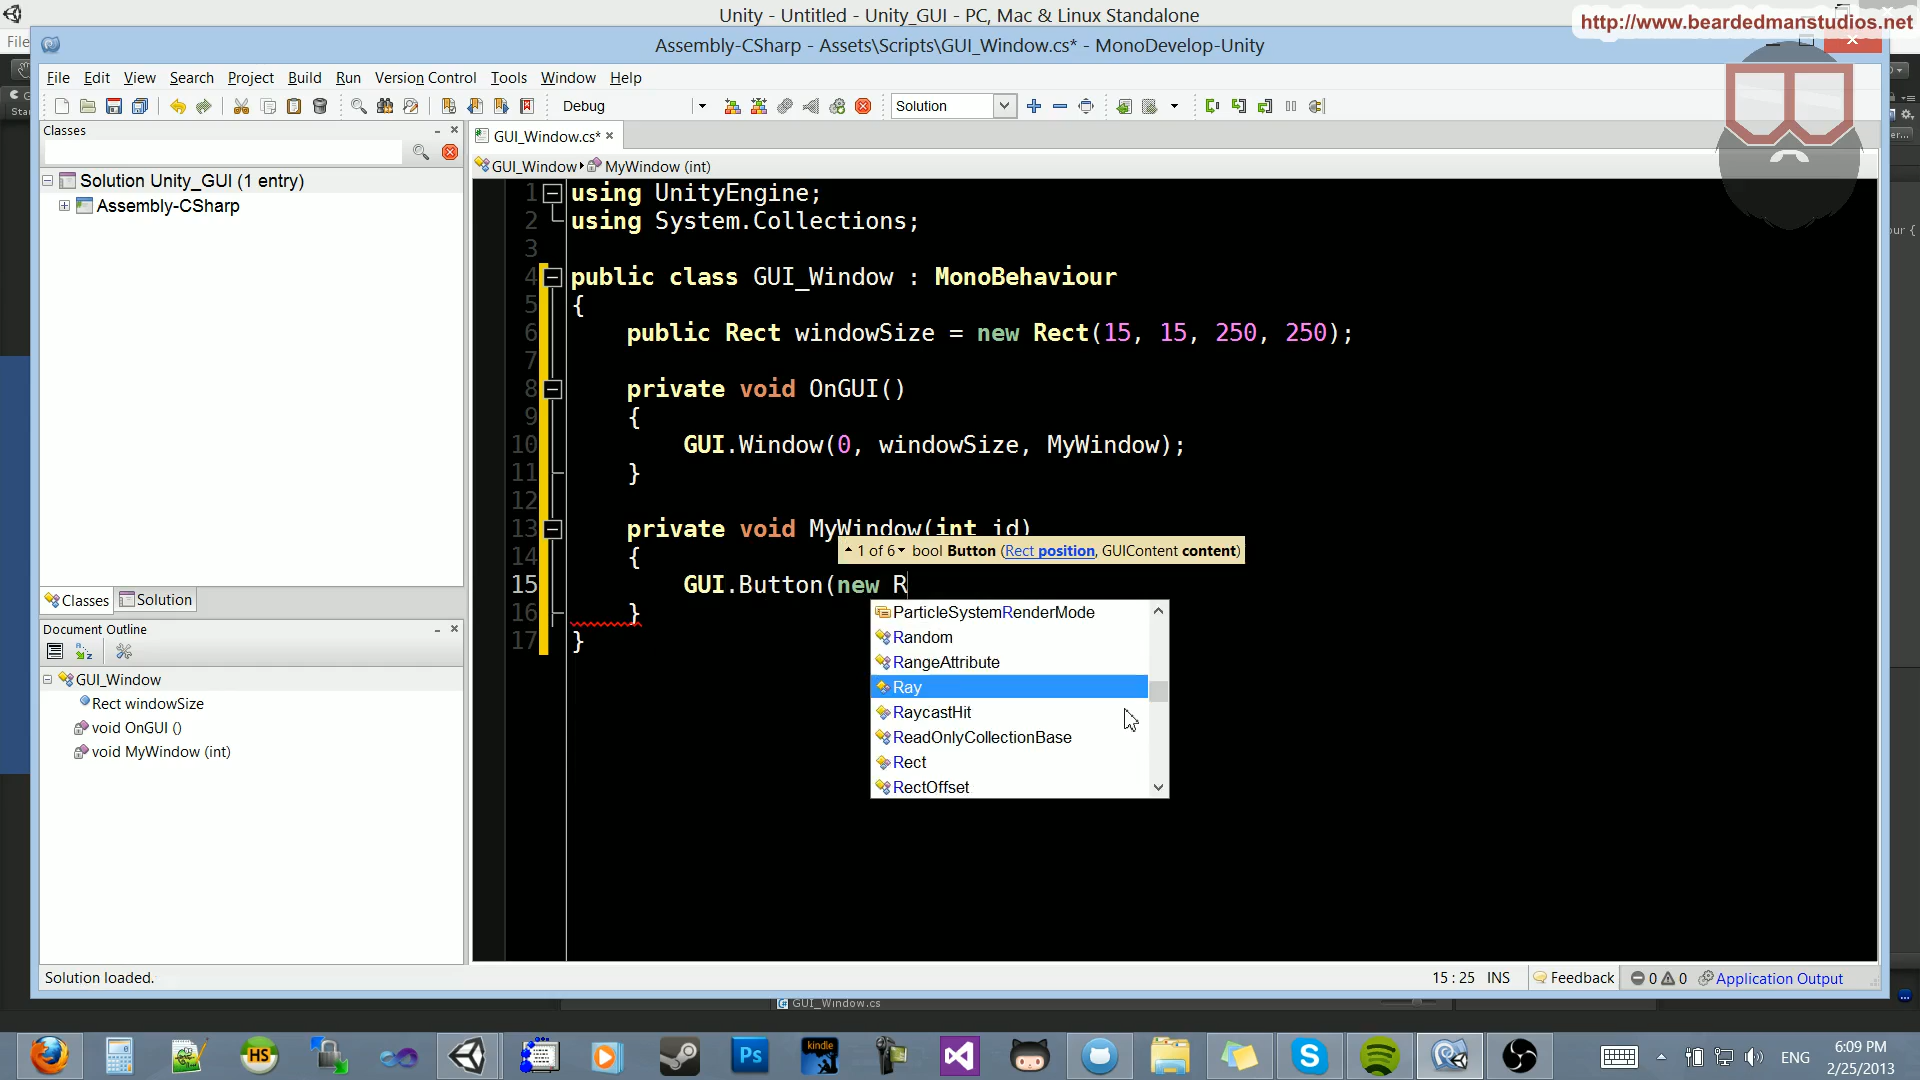 Unity - Untitled - Unity_GUI - PC, Mac & Linux Standalone
http://www.beardedmanstudios.net
File
Assembly-CSharp - Assets\Scripts\GUI_Window.cs* - MonoDevelop-Unity
File Edit View Search Project Build Run Version Control Tools Window Help
Debug
Solution
Classes
GUI_Window.cs*
GUI_Window MyWindow (int)
Solution Unity_GUI (1 entry)
Assembly-CSharp
1 using UnityEngine;
2 using System.Collections;
3
4 public class GUI_Window : MonoBehaviour
5 {
6 public Rect windowSize = new Rect(15, 15, 250, 250);
7
8 private void OnGUI()
9 {
10 GUI.Window(0, windowSize, MyWindow);
11 }
12
13 private void MyWindow(int id)
1 of 6 bool Button (Rect position, GUIContent content)
14 {
15 GUI.Button(new R
16 }
17 }
ParticleSystemRenderMode
Random
RangeAttribute
Ray
RaycastHit
ReadOnlyCollectionBase
Rect
RectOffset
Classes Solution
Document Outline
GUI_Window
Rect windowSize
void OnGUI ()
void MyWindow (int)
Solution loaded.
15 : 25 INS
Feedback
0 0
Application Output
GUI_Window.cs
HS
kindle
Ps
ENG
6:09 PM
2/25/2013